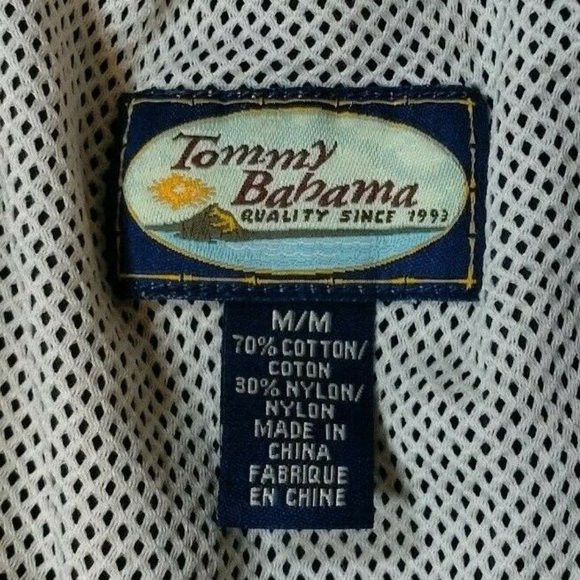 Tommy
Bahama
QUALITY SINCE 1993
M/M
70% COTTON/
COTON
30% NYLON/
NYLON
MADE IN
CHINA
FABRIQUE
EN CHINE